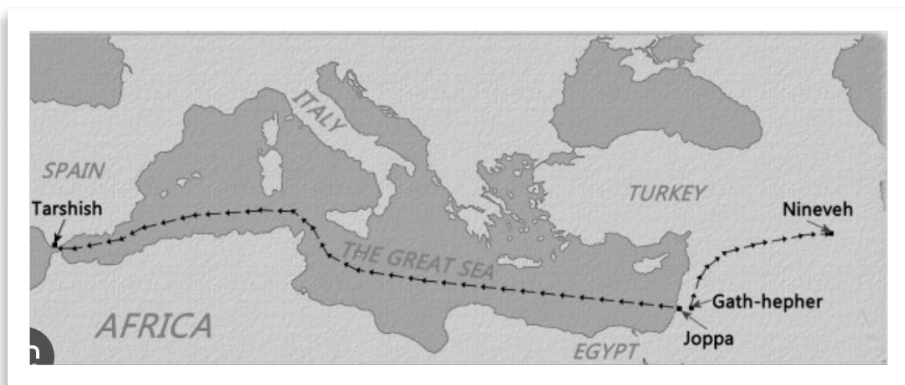 ITALY
SPAIN
TURKEY
Tarshish
Nineveh
THE GREAT SEA
Gath-hepher
AFRICA
Joppa
EGYPT